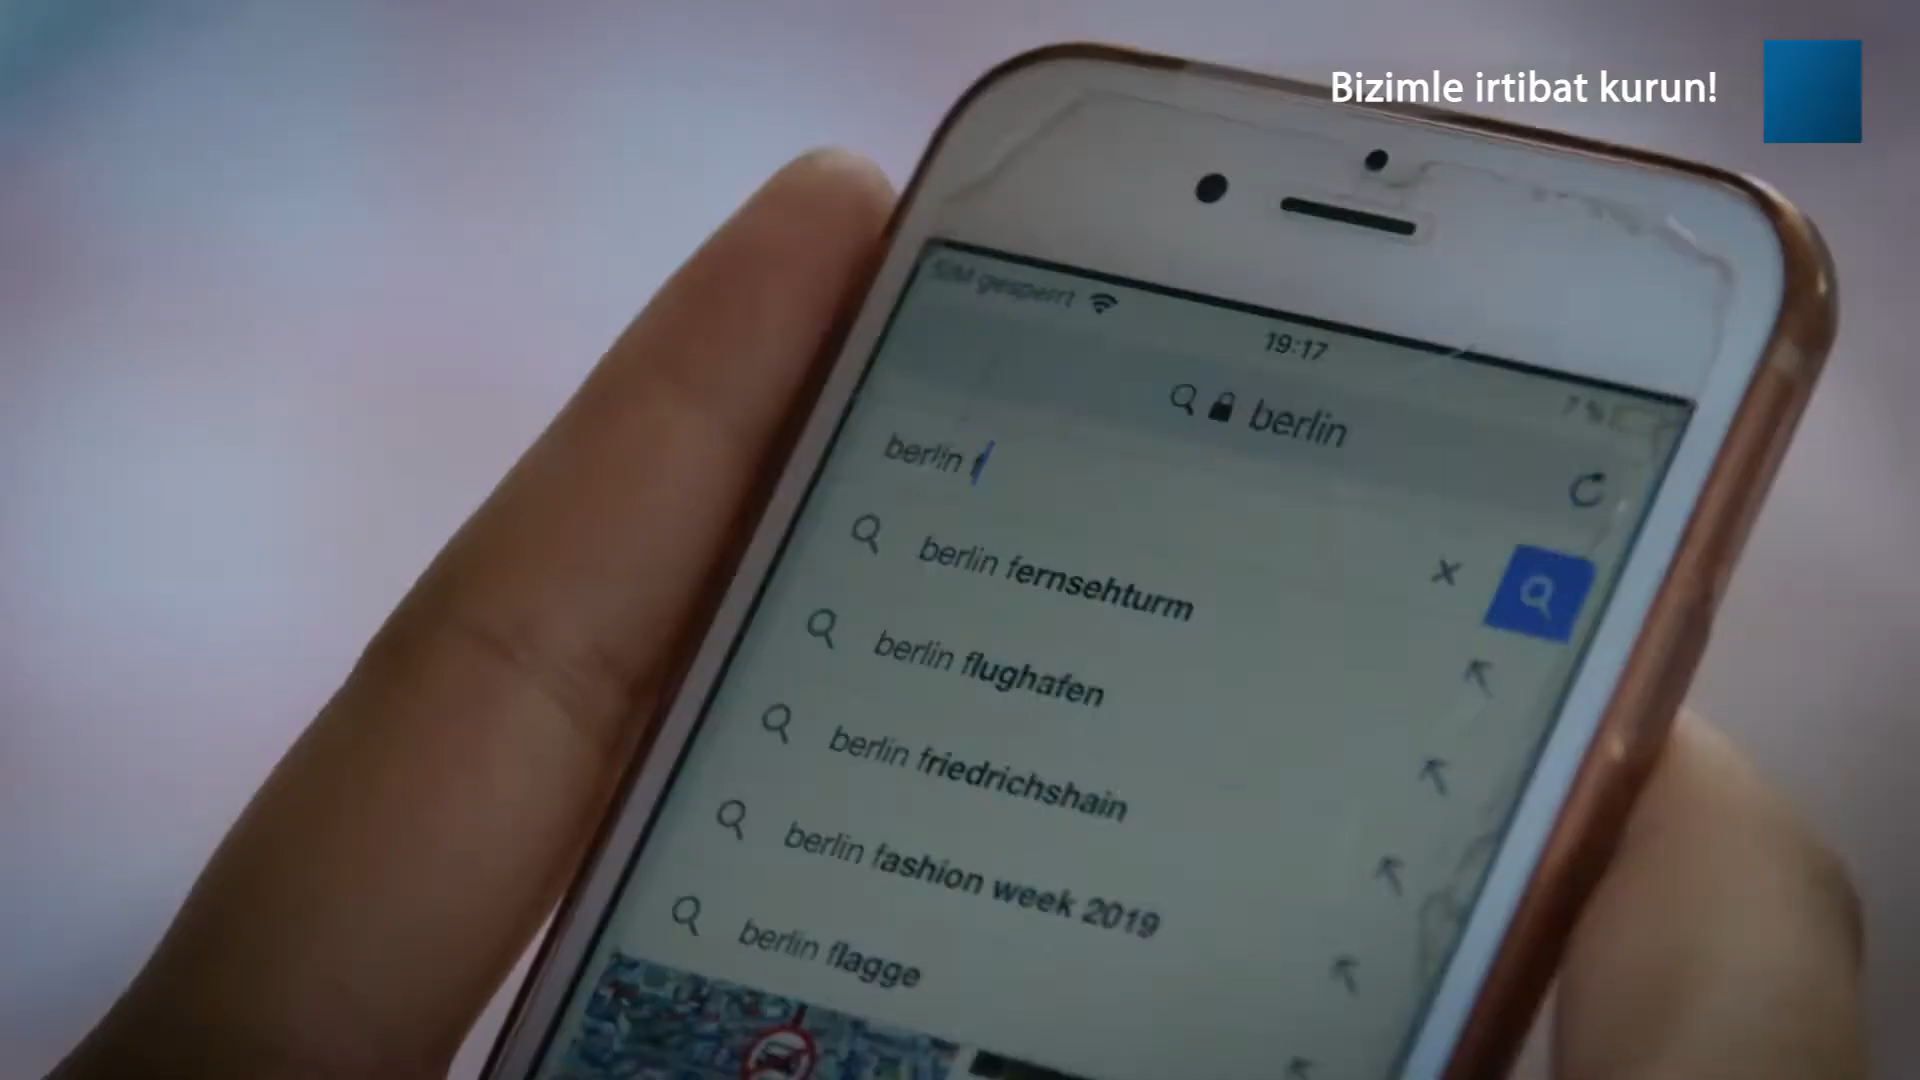 Bizimle irtibat kurun!
SIM gesperrt
19:17
7 %
berlin
berlin f
berlin fernsehturm
berlin flughafen
berlin friedrichshain
berlin fashion week 2019
berlin flagge